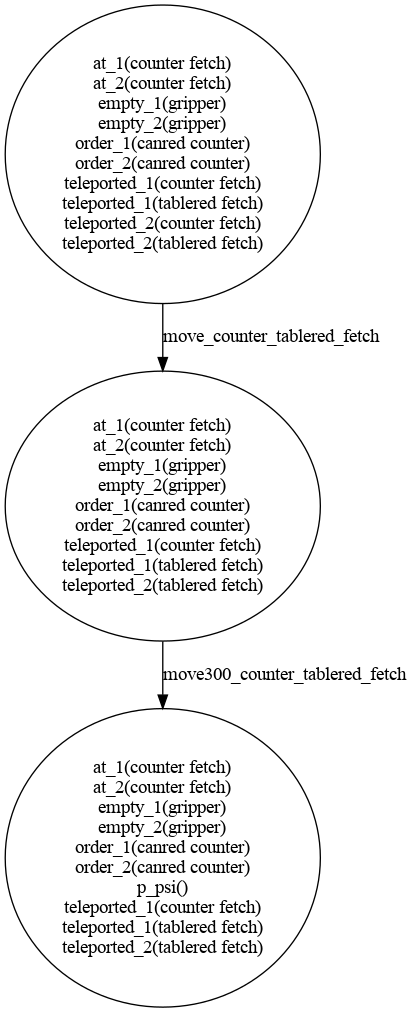 at_1(counter fetch)
at_2(counter fetch)
empty_1(gripper)
empty_2(gripper)
order_1(canred counter)
order_2(canred counter)
teleported_1(counter fetch)
teleported_1(tablered fetch)
teleported_2(counter fetch)
teleported_2(tablered fetch)
move_counter_tablered_fetch
at_1(counter fetch)
at_2(counter fetch)
empty_1(gripper)
empty_2(gripper)
order_1(canred counter)
order_2(canred counter)
teleported_1(counter fetch)
teleported_1(tablered fetch)
teleported_2(tablered fetch)
move300_counter_tablered_fetch
at_1(counter fetch)
at_2(counter fetch)
empty_1(gripper)
empty_2(gripper)
order_1(canred counter)
order_2(canred counter)
p_psi()
teleported_1(counter fetch)
teleported_1(tablered fetch)
teleported_2(tablered fetch)